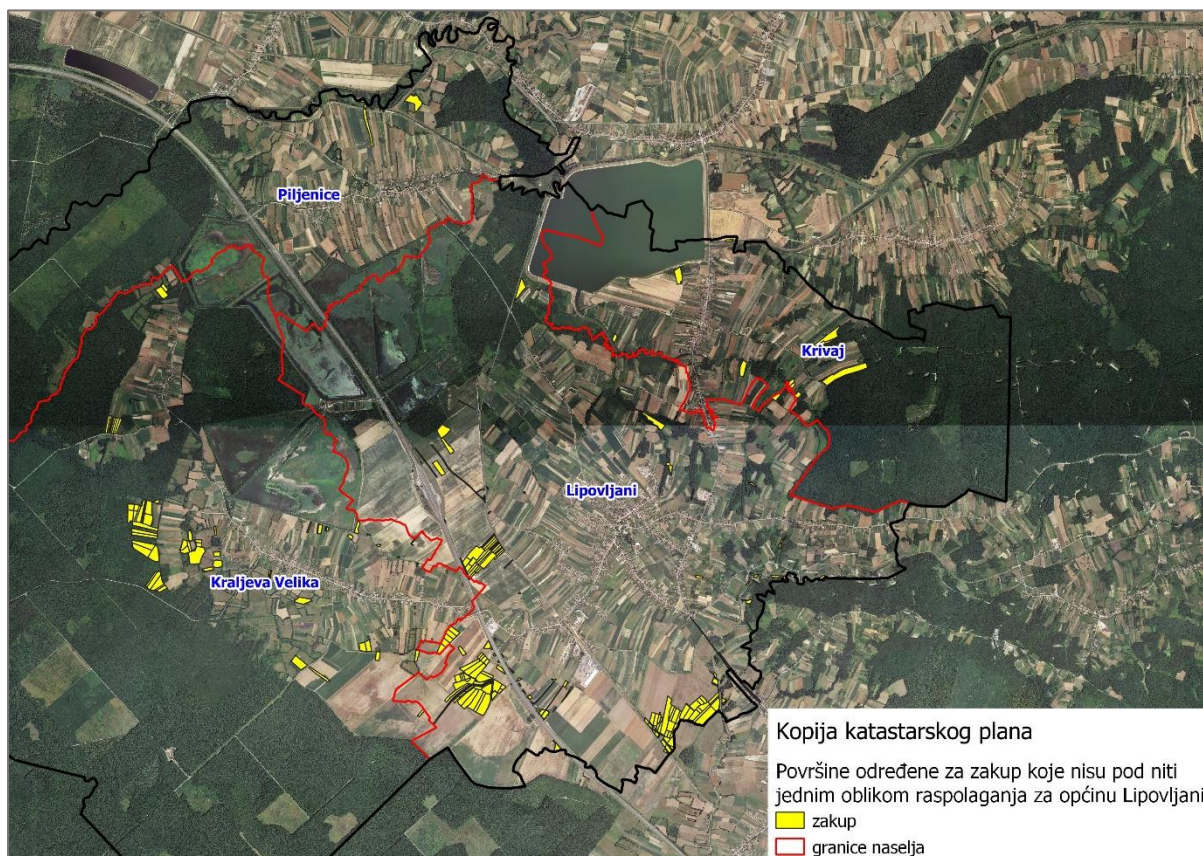 Piljenice
Krivaj
Lipovljani
Kraljeva Velika
Kopija katastarskog plana
Površine određene za zakup koje nisu pod niti
jednim oblikom raspolaganja za općinu Lipovljani
zakup
granice naselja